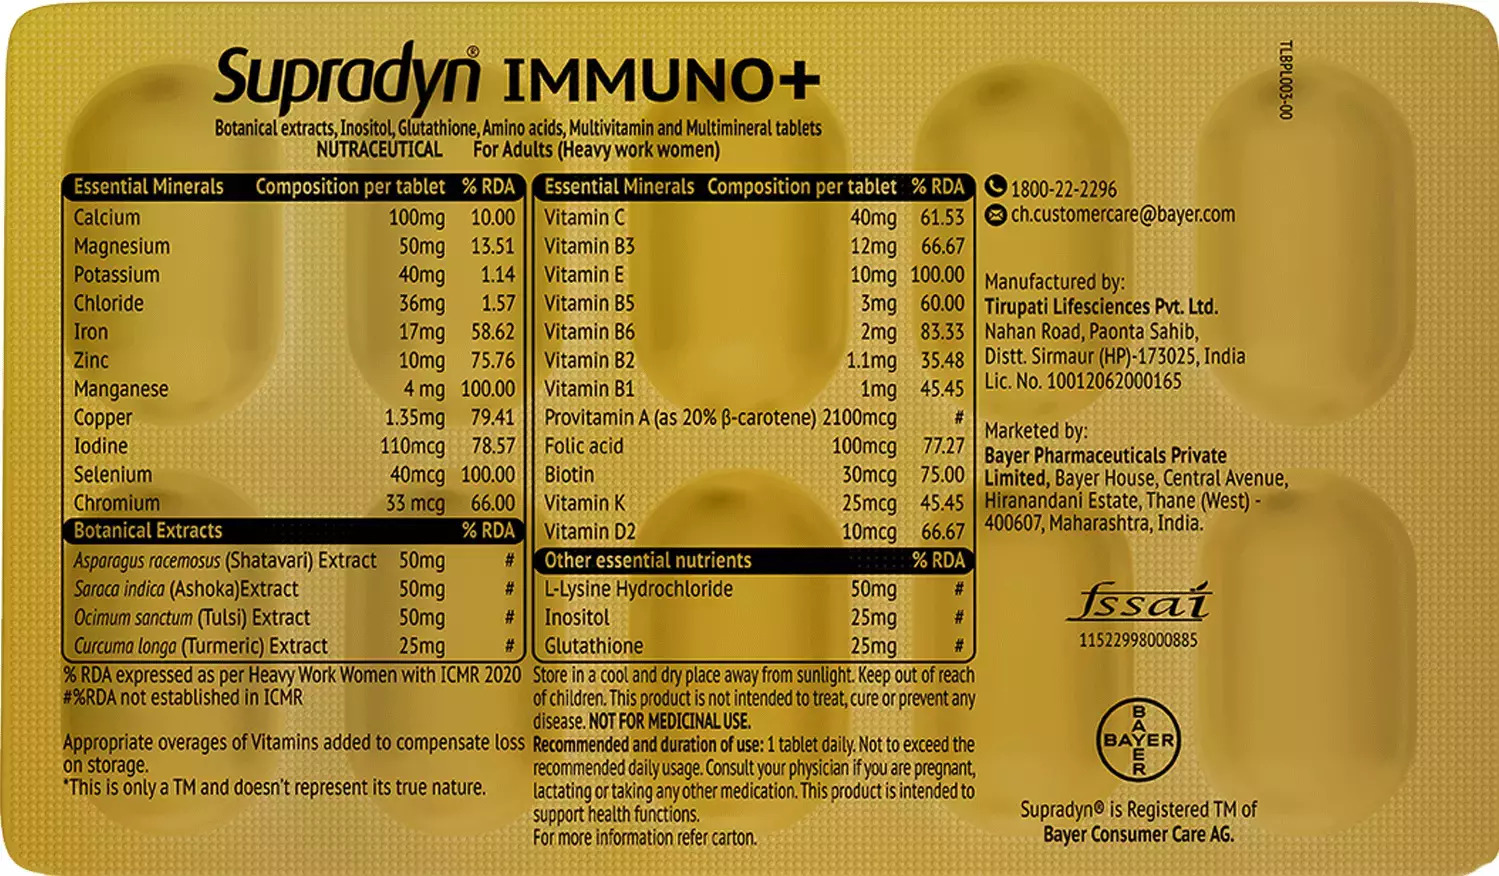 Supradyn® IMMUNO+
Botanical extracts, Inositol, Glutathione, Amino acids, Multivitamin and Multimineral tablets
NUTRACEUTICAL For Adults (Heavy work women)
Essential Minerals Composition per tablet % RDA
Calcium 100mg 10.00
Magnesium 50mg 13.51
Potassium 40mg 1.14
Chloride 36mg 1.57
Iron 17mg 58.62
Zinc 10mg 75.76
Manganese 4 mg 100.00
Copper 1.35mg 79.41
Iodine 110mcg 78.57
Selenium 40mcg 100.00
Chromium 33 mcg 66.00
Botanical Extracts % RDA
Asparagus racemosus (Shatavari) Extract 50mg #
Saraca indica (Ashoka)Extract 50mg #
Ocimum sanctum (Tulsi) Extract 50mg #
Curcuma longa (Turmeric) Extract 25mg #
% RDA expressed as per Heavy Work Women with ICMR 2020
#%RDA not established in ICMR
Appropriate overages of Vitamins added to compensate loss
on storage.
*This is only a TM and doesn't represent its true nature.
Essential Minerals Composition per tablet % RDA
Vitamin C 40mg 61.53
Vitamin B3 12mg 66.67
Vitamin E 10mg 100.00
Vitamin B5 3mg 60.00
Vitamin B6 2mg 83.33
Vitamin B2 1.1mg 35.48
Vitamin B1 1mg 45.45
Provitamin A (as 20% β-carotene) 2100mcg #
Folic acid 100mcg 77.27
Biotin 30mcg 75.00
Vitamin K 25mcg 45.45
Vitamin D2 10mcg 66.67
Other essential nutrients % RDA
L-Lysine Hydrochloride 50mg #
Inositol 25mg #
Glutathione 25mg #
Store in a cool and dry place away from sunlight. Keep out of reach
of children. This product is not intended to treat, cure or prevent any
disease. NOT FOR MEDICINAL USE.
Recommended and duration of use: 1 tablet daily. Not to exceed the
recommended daily usage. Consult your physician if you are pregnant,
lactating or taking any other medication. This product is intended to
support health functions.
For more information refer carton.
TLBPL003-00
1800-22-2296
ch.customercare@bayer.com
Manufactured by:
Tirupati Lifesciences Pvt. Ltd.
Nahan Road, Paonta Sahib,
Distt. Sirmaur (HP)-173025, India
Lic. No. 10012062000165
Marketed by:
Bayer Pharmaceuticals Private
Limited, Bayer House, Central Avenue,
Hiranandani Estate, Thane (West) -
400607, Maharashtra, India.
fssai
11522998000885
BAYER
BAYER
Supradyn® is Registered TM of
Bayer Consumer Care AG.